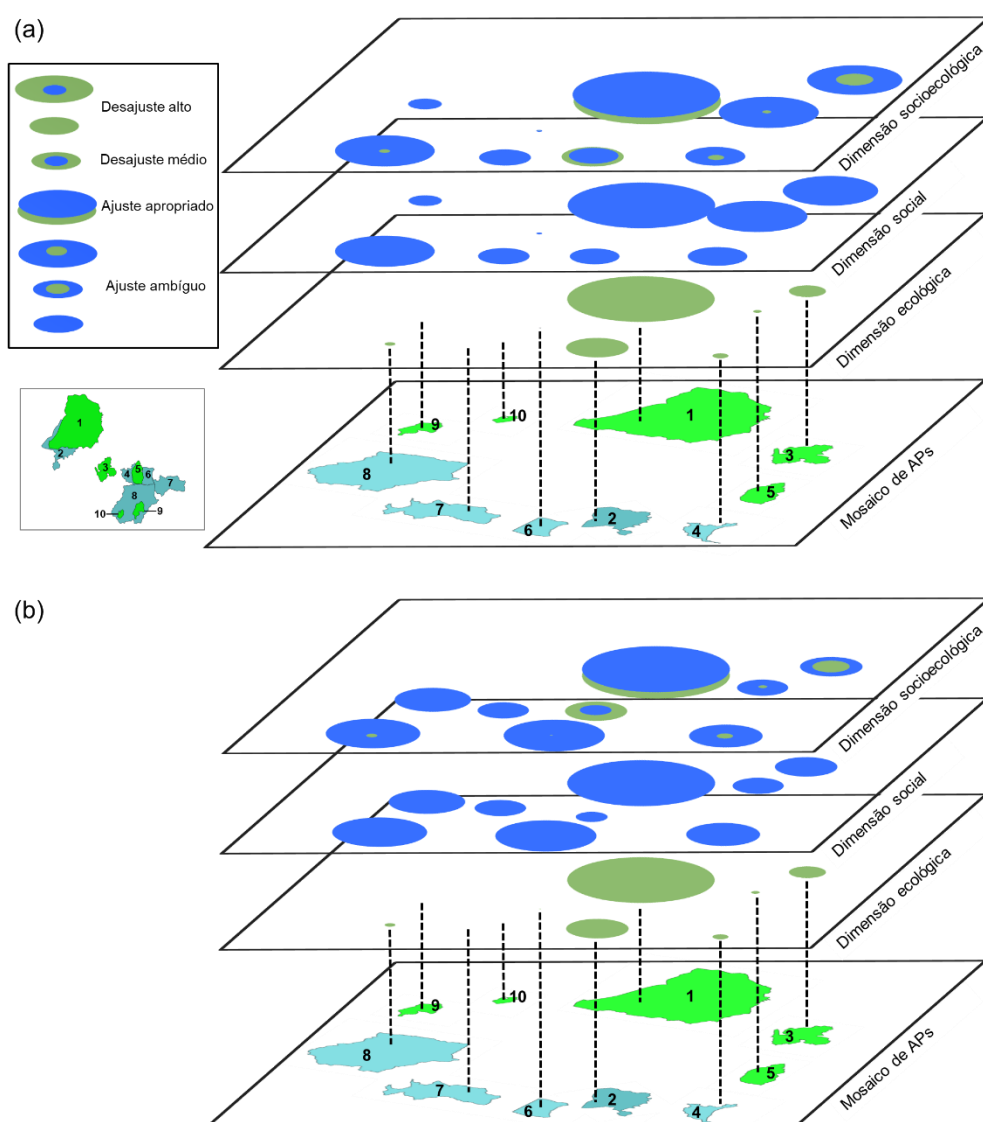 (a)
Desajuste alto
Desajuste médio
Ajuste apropriado
Ajuste ambíguo
Dimensão socioecológica
Dimensão social
Dimensão ecológica
Mosaico de APs
9
10
1
3
8
5
7
6
2
4
1
2
3
4
5
6
7
8
10
9
(b)
Dimensão socioecológica
Dimensão social
Dimensão ecológica
Mosaico de APs
9
10
1
3
8
5
7
6
2
4